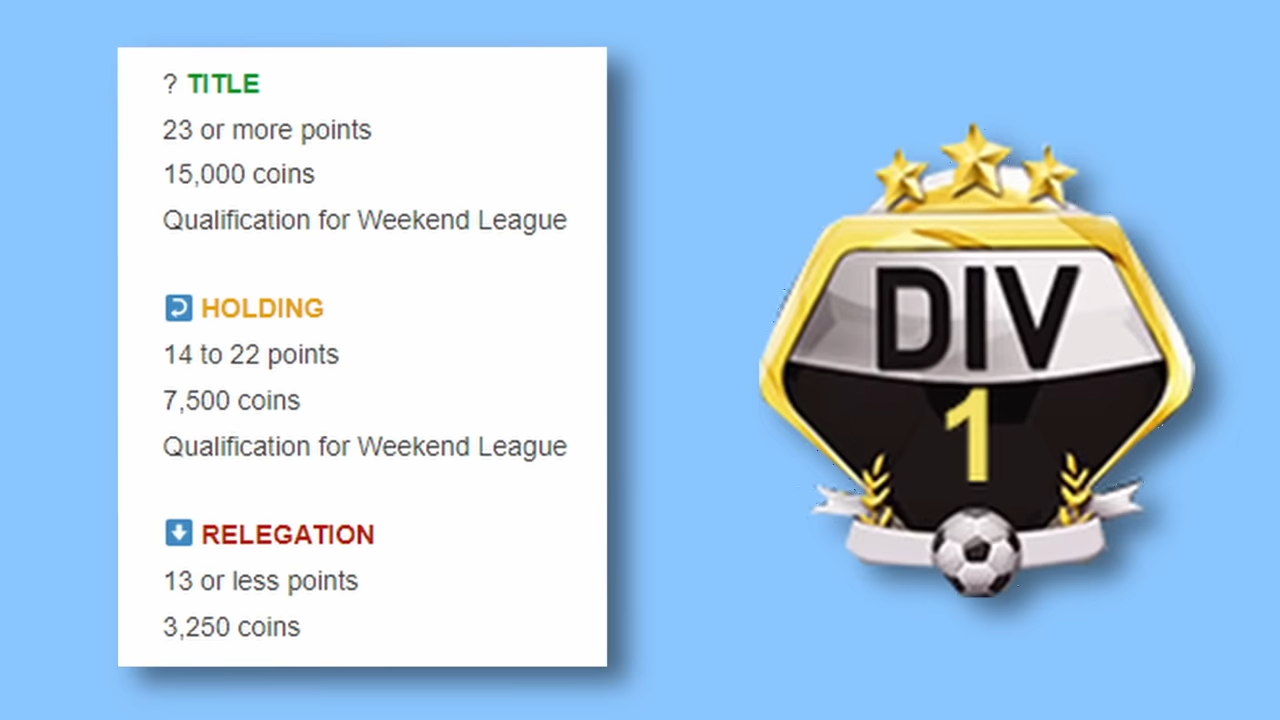 ? TITLE
23 or more points
15,000 coins
Qualification for Weekend League
HOLDING
14 to 22 points
7,500 coins
Qualification for Weekend League
RELEGATION
13 or less points
3,250 coins
DIV
1